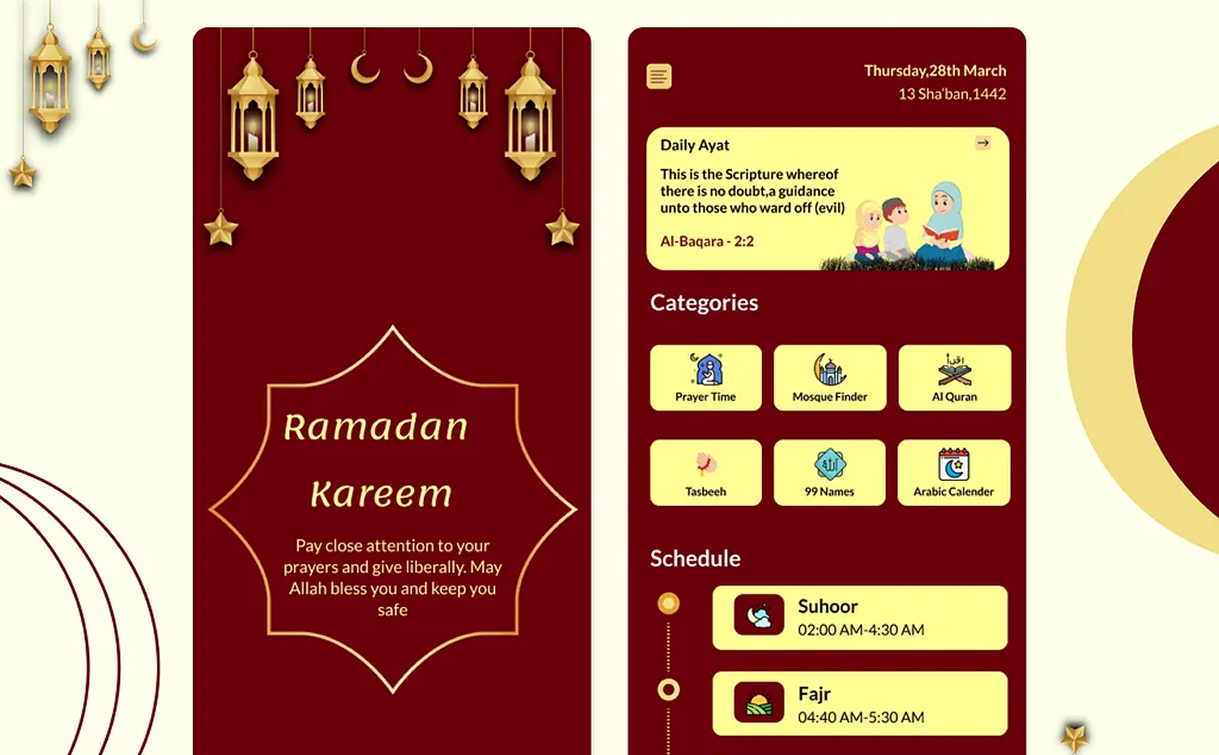 Ramadan
Kareem
Pay close attention to your
prayers and give liberally. May
Allah bless you and keep you
safe
Thursday,28th March
13 Sha'ban,1442
Daily Ayat
This is the Scripture whereof
there is no doubt,a guidance
unto those who ward off (evil)
Al-Baqara - 2:2
Categories
Prayer Time
Mosque Finder
اقرأ
Al Quran
Tasbeeh
الله
99 Names
Arabic Calender
Schedule
Suhoor
02:00 AM-4:30 AM
Fajr
04:40 AM-5:30 AM